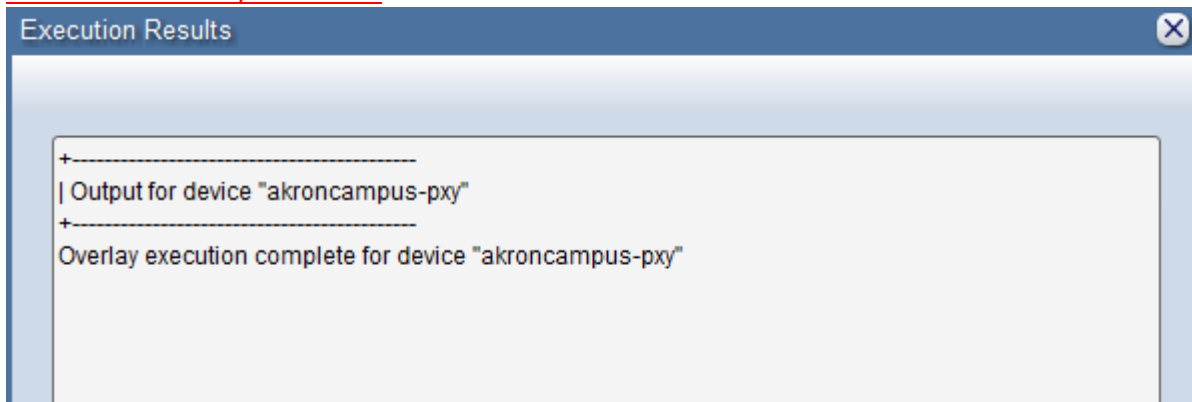 Execution Results
+-------------------------------------------
| Output for device "akroncampus-pxy"
+-------------------------------------------
Overlay execution complete for device "akroncampus-pxy"